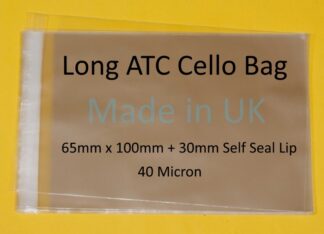 Long ATC Cello Bag
Made in UK
65mm x 100mm + 30mm Self Seal Lip
40 Micron